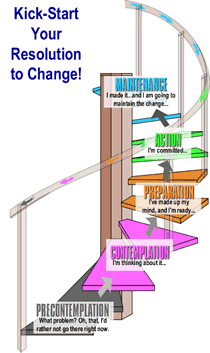 Kick-Start
Your
Resolution
to Change!
MAINTENANCE
I made it...and I am going to
maintain the change...
ACTION
I'm committed...
PREPARATION
I've made up my
mind, and I'm ready...
CONTEMPLATION
I'm thinking about it...
PRECONTEMPLATION
What problem? Oh, that, I'd
rather not go there right now.